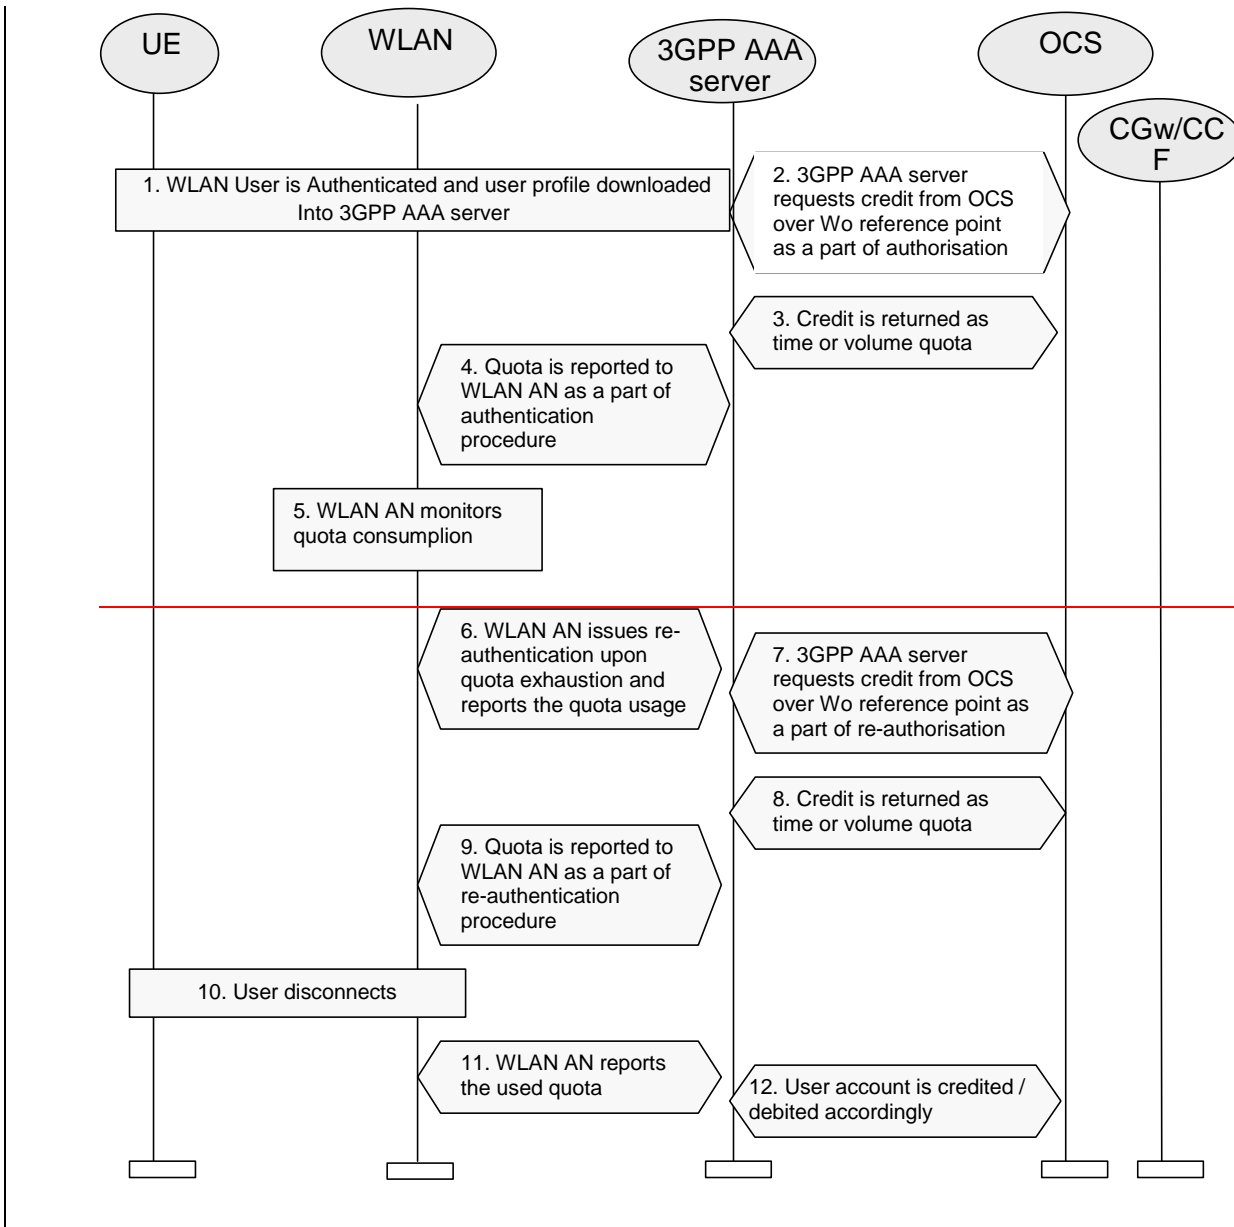 UE
WLAN
3GPP AAA
server
OCS
CGw/CC
F
1. WLAN User is Authenticated and user profile downloaded
Into 3GPP AAA server
2. 3GPP AAA server
requests credit from OCS
over Wo reference point
as a part of authorisation
3. Credit is returned as
time or volume quota
4. Quota is reported to
WLAN AN as a part of
authentication
procedure
5. WLAN AN monitors
quota consumplion
6. WLAN AN issues re-
authentication upon
quota exhaustion and
reports the quota usage
7. 3GPP AAA server
requests credit from OCS
over Wo reference point as
a part of re-authorisation
8. Credit is returned as
time or volume quota
9. Quota is reported to
WLAN AN as a part of
re-authentication
procedure
10. User disconnects
11. WLAN AN reports
the used quota
12. User account is credited /
debited accordingly